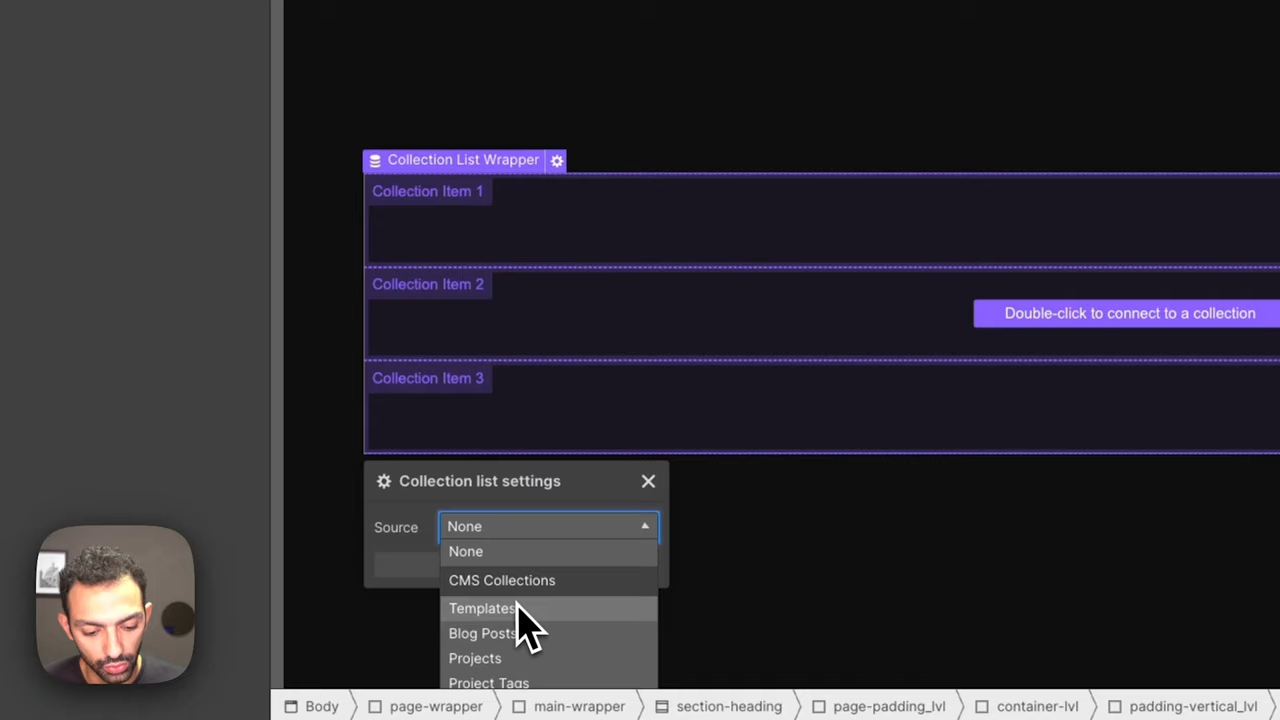 Collection List Wrapper
Collection Item 1
Collection Item 2
Double-click to connect to a collection
Collection Item 3
Collection list settings
Source None
None
CMS Collections
Templates
Blog Posts
Projects
Project Tags
Body page-wrapper main-wrapper section-heading page-padding_lvl container-lvl padding-vertical_lvl